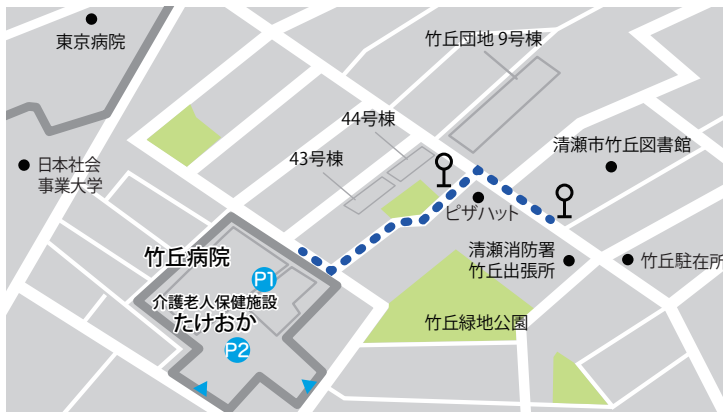 東京病院
竹丘団地 9号棟
44号棟
43号棟
清瀬市竹丘図書館
日本社会
事業大学
ピザハット
竹丘病院
清瀬消防署
竹丘出張所
竹丘駐在所
P1
介護老人保健施設
たけおか
竹丘緑地公園
P2